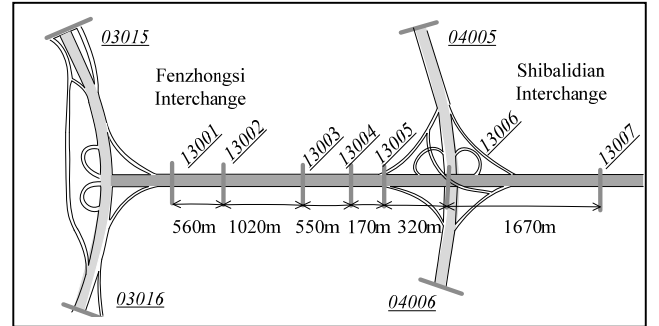 03015
04005
Fenzhongsi
Interchange
Shibalidian
Interchange
13001
13002
13003
13004
13005
13006
13007
560m
1020m
550m
170m
320m
1670m
03016
04006